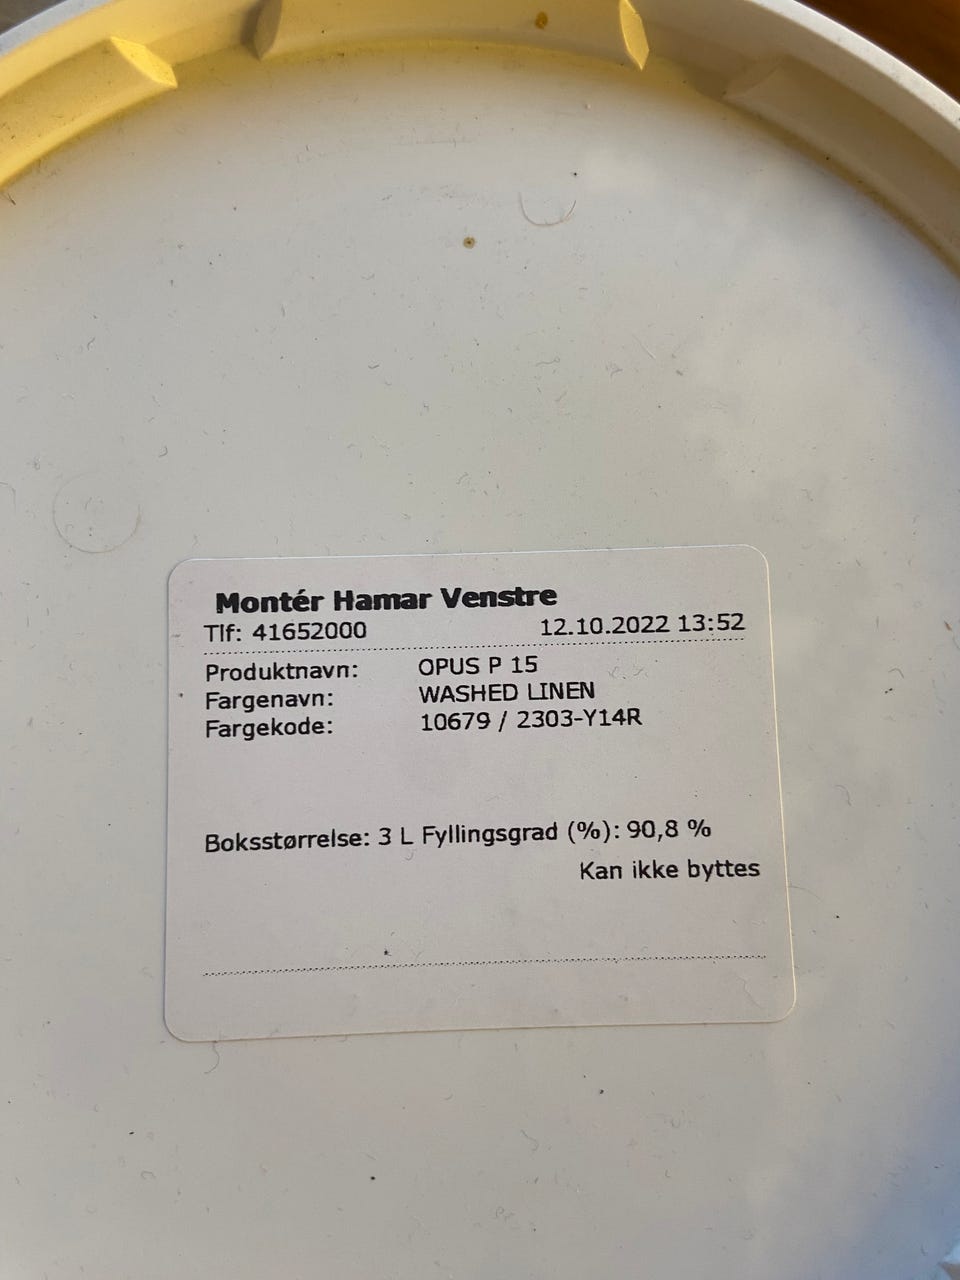 Montér Hamar Venstre
Tlf: 41652000 12.10.2022 13:52
Produktnavn: OPUS P 15
Fargenavn: WASHED LINEN
Fargekode: 10679 / 2303-Y14R
Boksstørrelse: 3 L Fyllingsgrad (%): 90,8 %
Kan ikke byttes